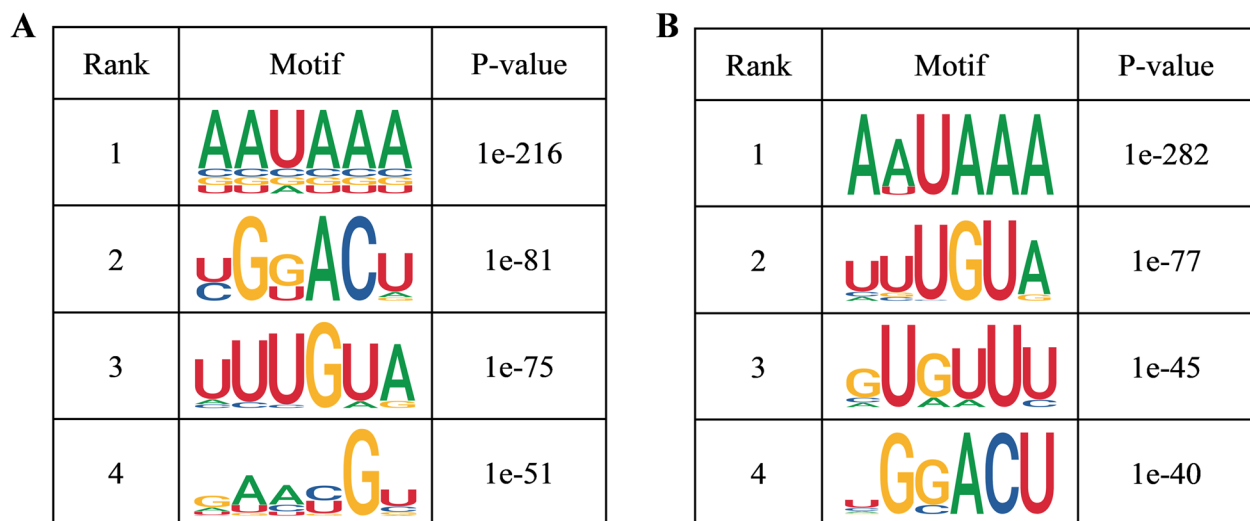 A
Rank Motif P-value
1 AAUAAA 1e-216
2 UGGACU 1e-81
3 UUUGUA 1e-75
4 GAACGU 1e-51
B
Rank Motif P-value
1 AAUAAA 1e-282
2 UUUGUA 1e-77
3 GUGUUU 1e-45
4 UGGACU 1e-40